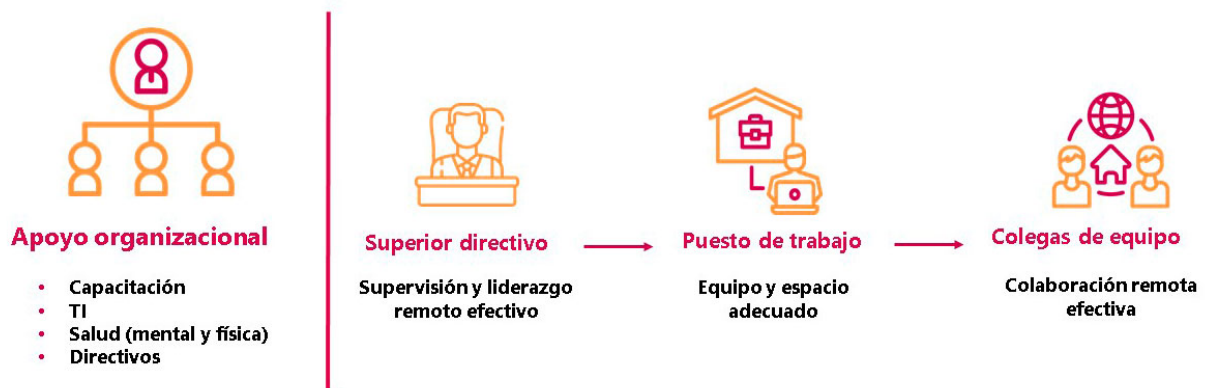 Apoyo organizacional
• Capacitación
• TI
• Salud (mental y física)
• Directivos
Superior directivo
Supervisión y liderazgo
remoto efectivo
Puesto de trabajo
Equipo y espacio
adecuado
Colegas de equipo
Colaboración remota
efectiva